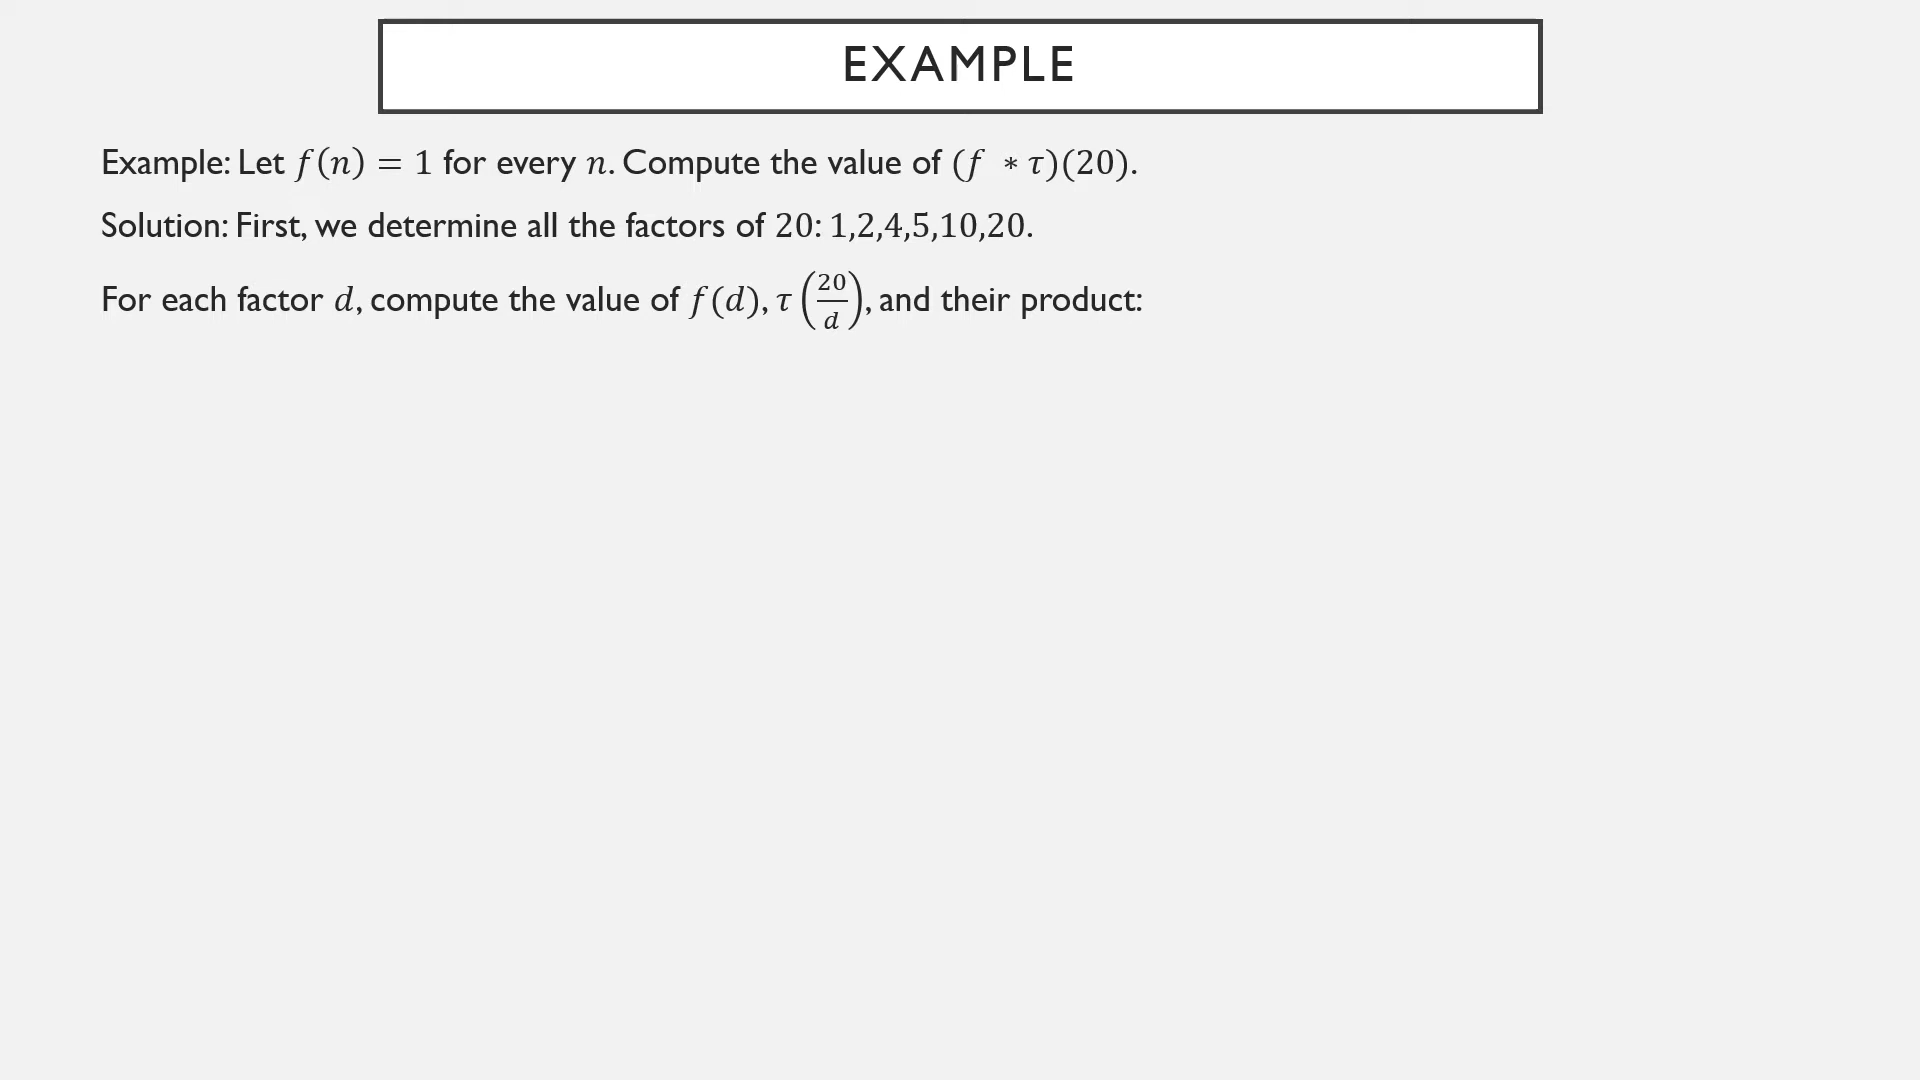 EXAMPLE
Example: Let f(n) = 1 for every n. Compute the value of (f ∗ τ)(20).
Solution: First, we determine all the factors of 20: 1,2,4,5,10,20.
For each factor d, compute the value of f(d), τ(20/d), and their product: